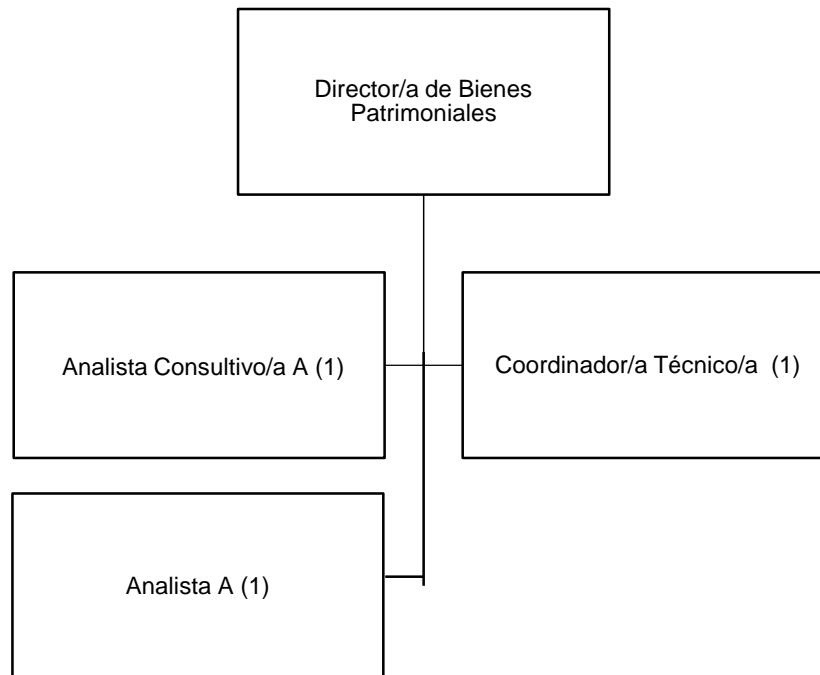 Director/a de Bienes
Patrimoniales
Analista Consultivo/a A (1)
Coordinador/a Técnico/a  (1)
Analista A (1)